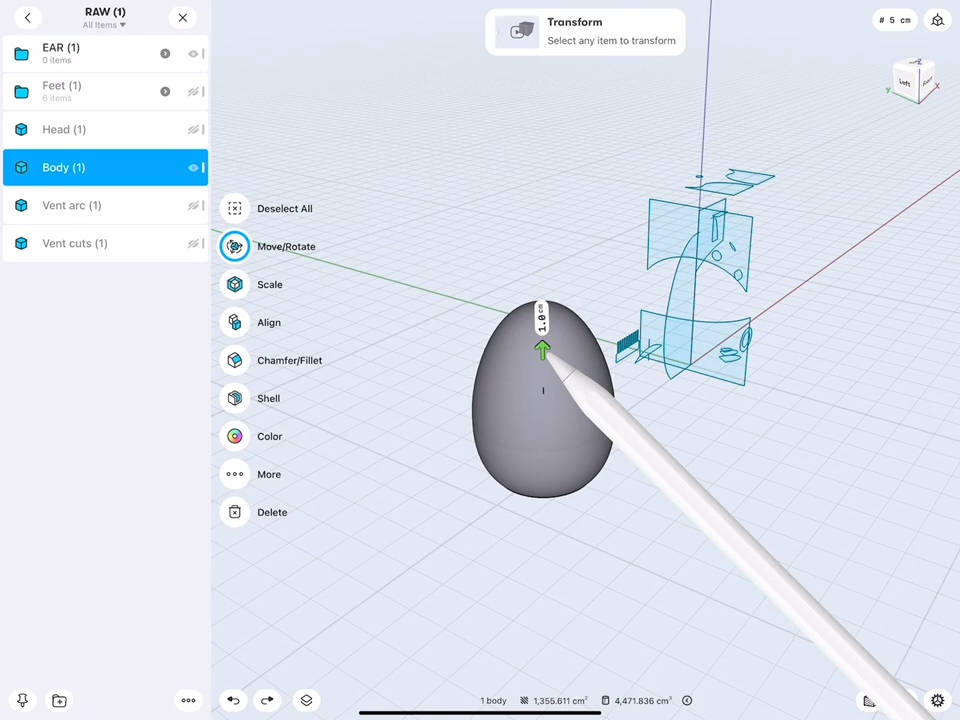 RAW (1)
All Items ▼
EAR (1)
0 items
Feet (1)
6 items
Head (1)
Body (1)
Vent arc (1)
Vent cuts (1)
Transform
Select any item to transform
# 5 cm
Left
y
x
1.0 cm
Deselect All
Move/Rotate
Scale
Align
Chamfer/Fillet
Shell
Color
More
Delete
1 body
1,355.611 cm²
4,471.836 cm³